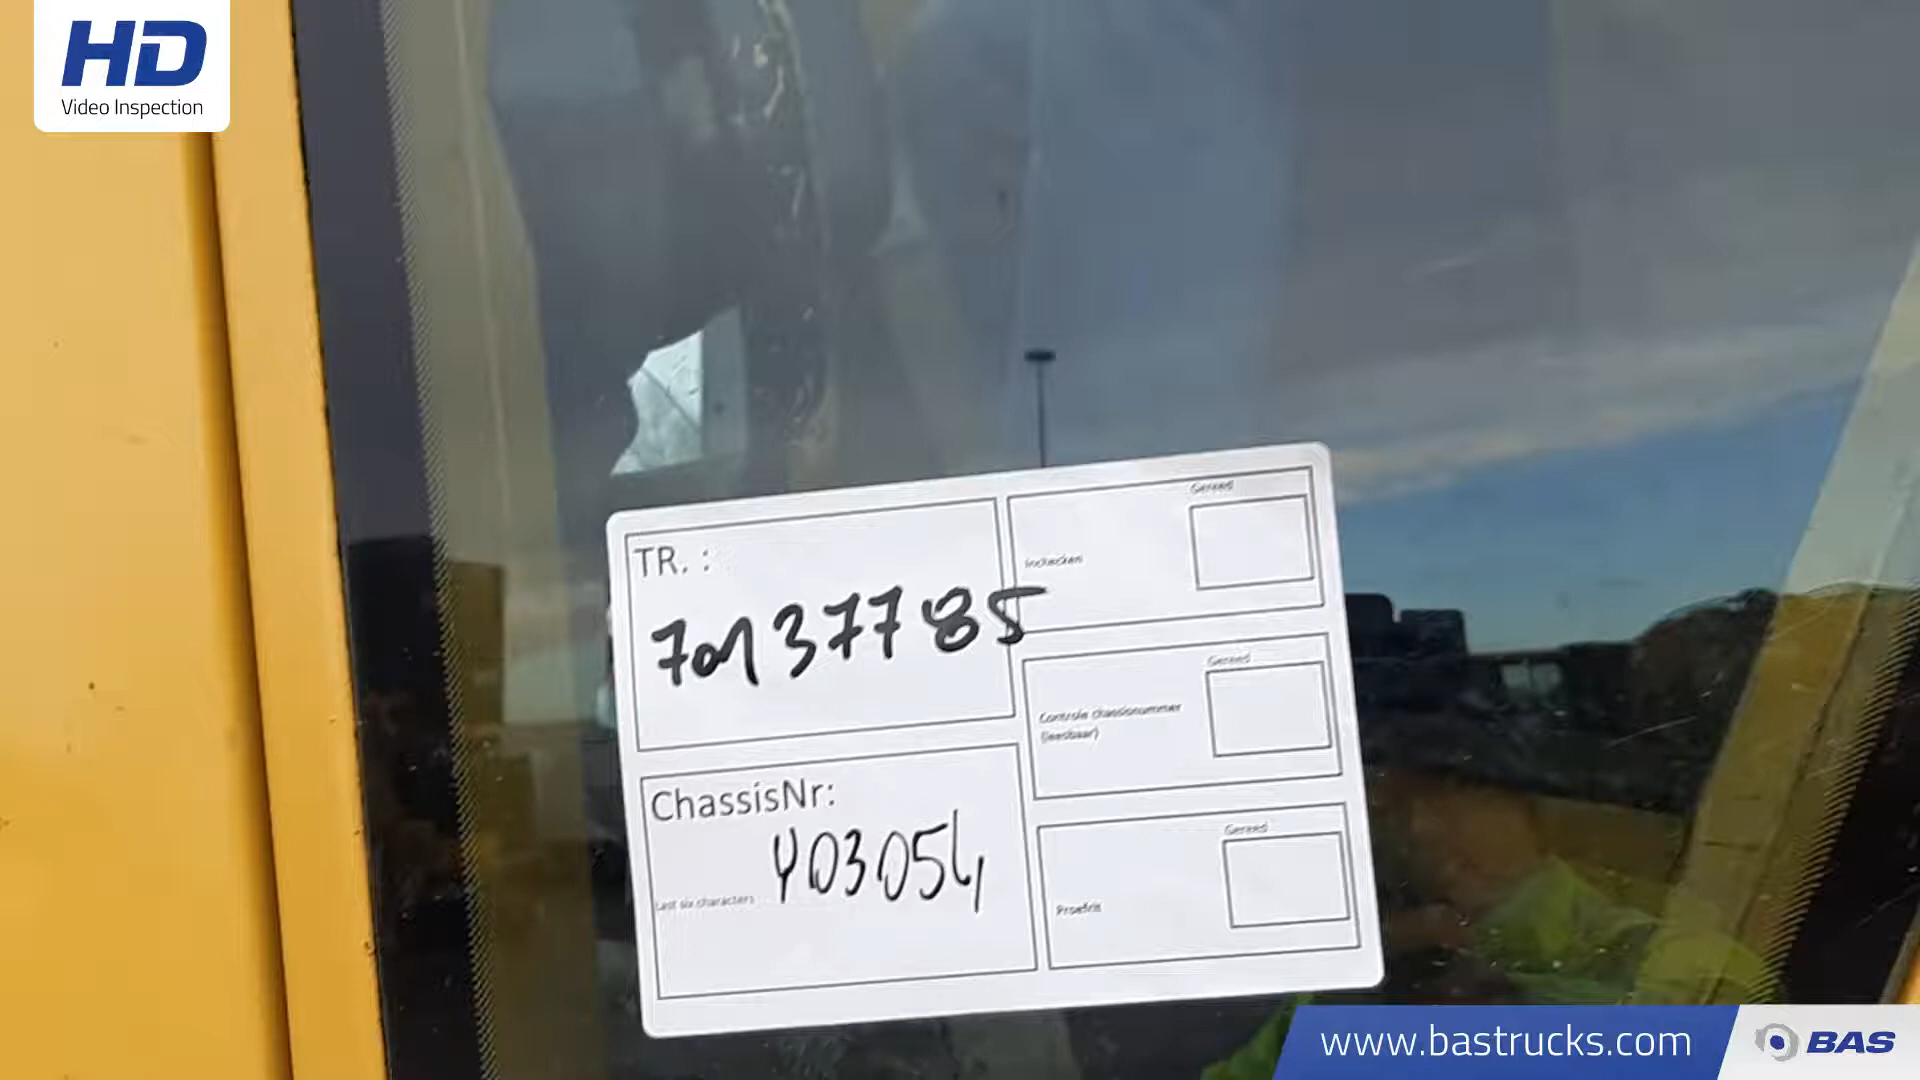 HD
Video Inspection
TR. :
70137785
ChassisNr:
Y03054
Last six characters
Gereed
Inchecken
Gereed
Controle chassisnummer
(leesbaar)
Gereed
Proefrit
www.bastrucks.com
BAS